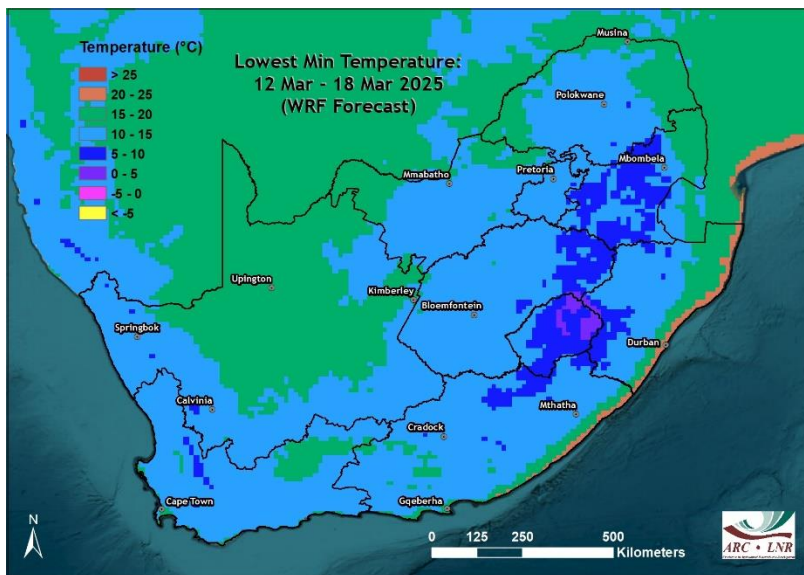 Temperature (°C)
> 25
20 - 25
15 - 20
10 - 15
5 - 10
0 - 5
-5 - 0
< -5
Lowest Min Temperature:
12 Mar - 18 Mar 2025
(WRF Forecast)
Musina
Polokwane
Mbombela
Pretoria
Mmabatho
Upington
Kimberley
Bloemfontein
Springbok
Durban
Calvinia
Mthatha
Cradock
Cape Town
Gqeberha
N
0 125 250 500
Kilometers
ARC • LNR